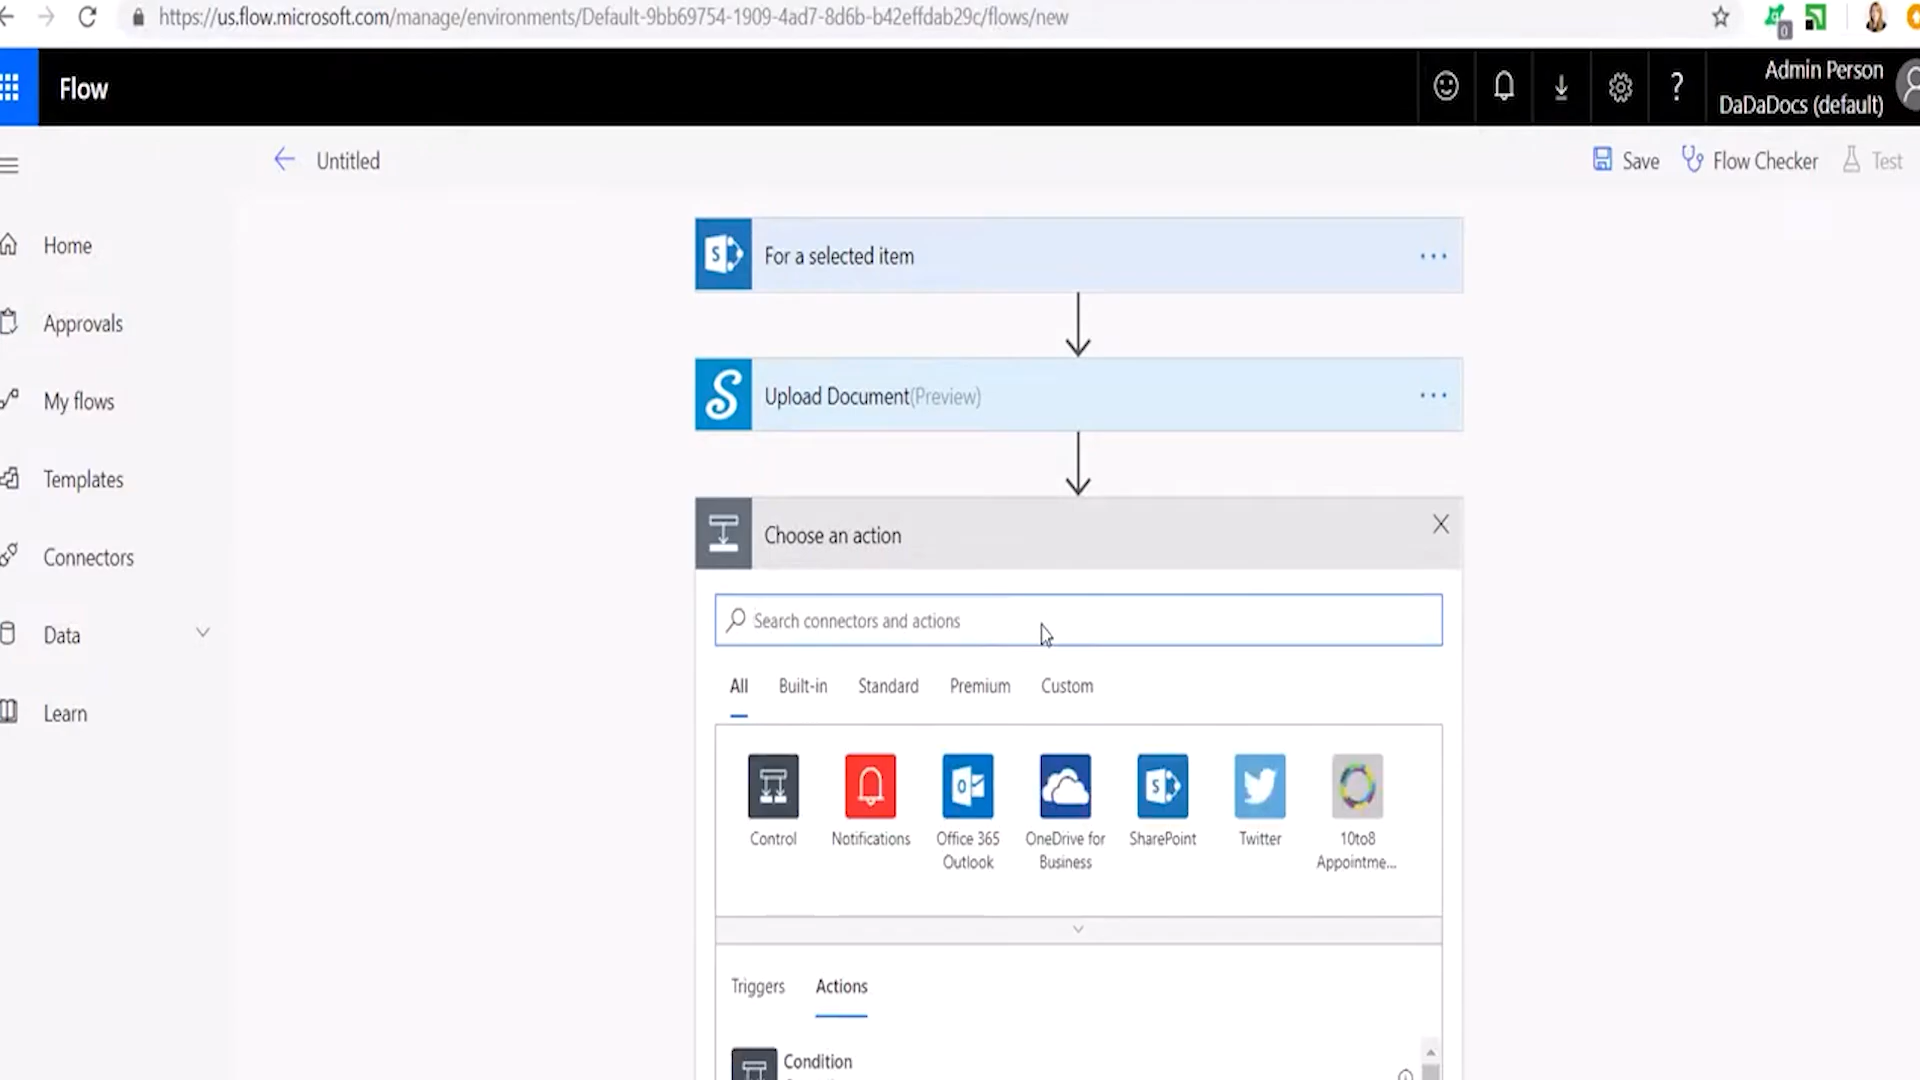 https://us.flow.microsoft.com/manage/environments/Default-9bb69754-1909-4ad7-8d6b-b42effdab29c/flows/new
0
Flow
?
Admin Person
DaDaDocs (default)
Untitled
Save
Flow Checker
Test
Home
Approvals
My flows
Templates
Connectors
Data
Learn
S
For a selected item
S
Upload Document(Preview)
Choose an action
Search connectors and actions
All
Built-in
Standard
Premium
Custom
Control
Notifications
Office 365
Outlook
OneDrive for
Business
SharePoint
Twitter
10to8
Appointme...
Triggers
Actions
Condition